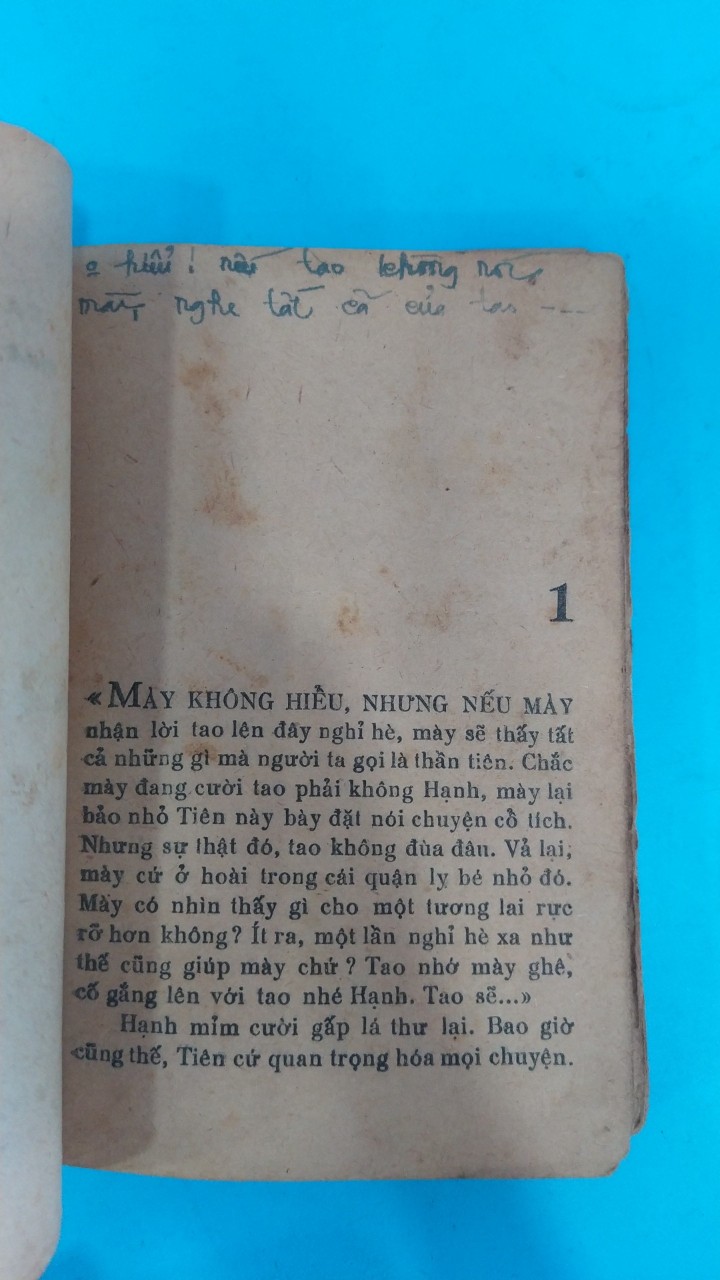 hiểu! nếu tao không nói,
mày nghe tất cả của tao ---
1
«MÀY KHÔNG HIỀU, NHƯNG NẾU MÀY
nhận lời tao lên đây nghỉ hè, mày sẽ thấy tất
cả những gì mà người ta gọi là thần tiên. Chắc
mày đang cười tao phải không Hạnh, mày lại
bảo nhỏ Tiên này bày đặt nói chuyện cồ tích.
Nhưng sự thật đó, tao không đùa đâu. Vả lại,
mày cứ ở hoài trong cái quận lỵ bé nhỏ đó.
Mày có nhìn thấy gì cho một tương lai rực
rỡ hơn không? Ít ra, một lần nghỉ hè xa như
thế cũng giúp mày chứ? Tao nhớ mày ghê,
cố gắng lên với tao nhé Hạnh. Tao sẽ...»
Hạnh mỉm cười gấp lá thư lại. Bao giờ
cũng thế, Tiên cứ quan trọng hóa mọi chuyện.